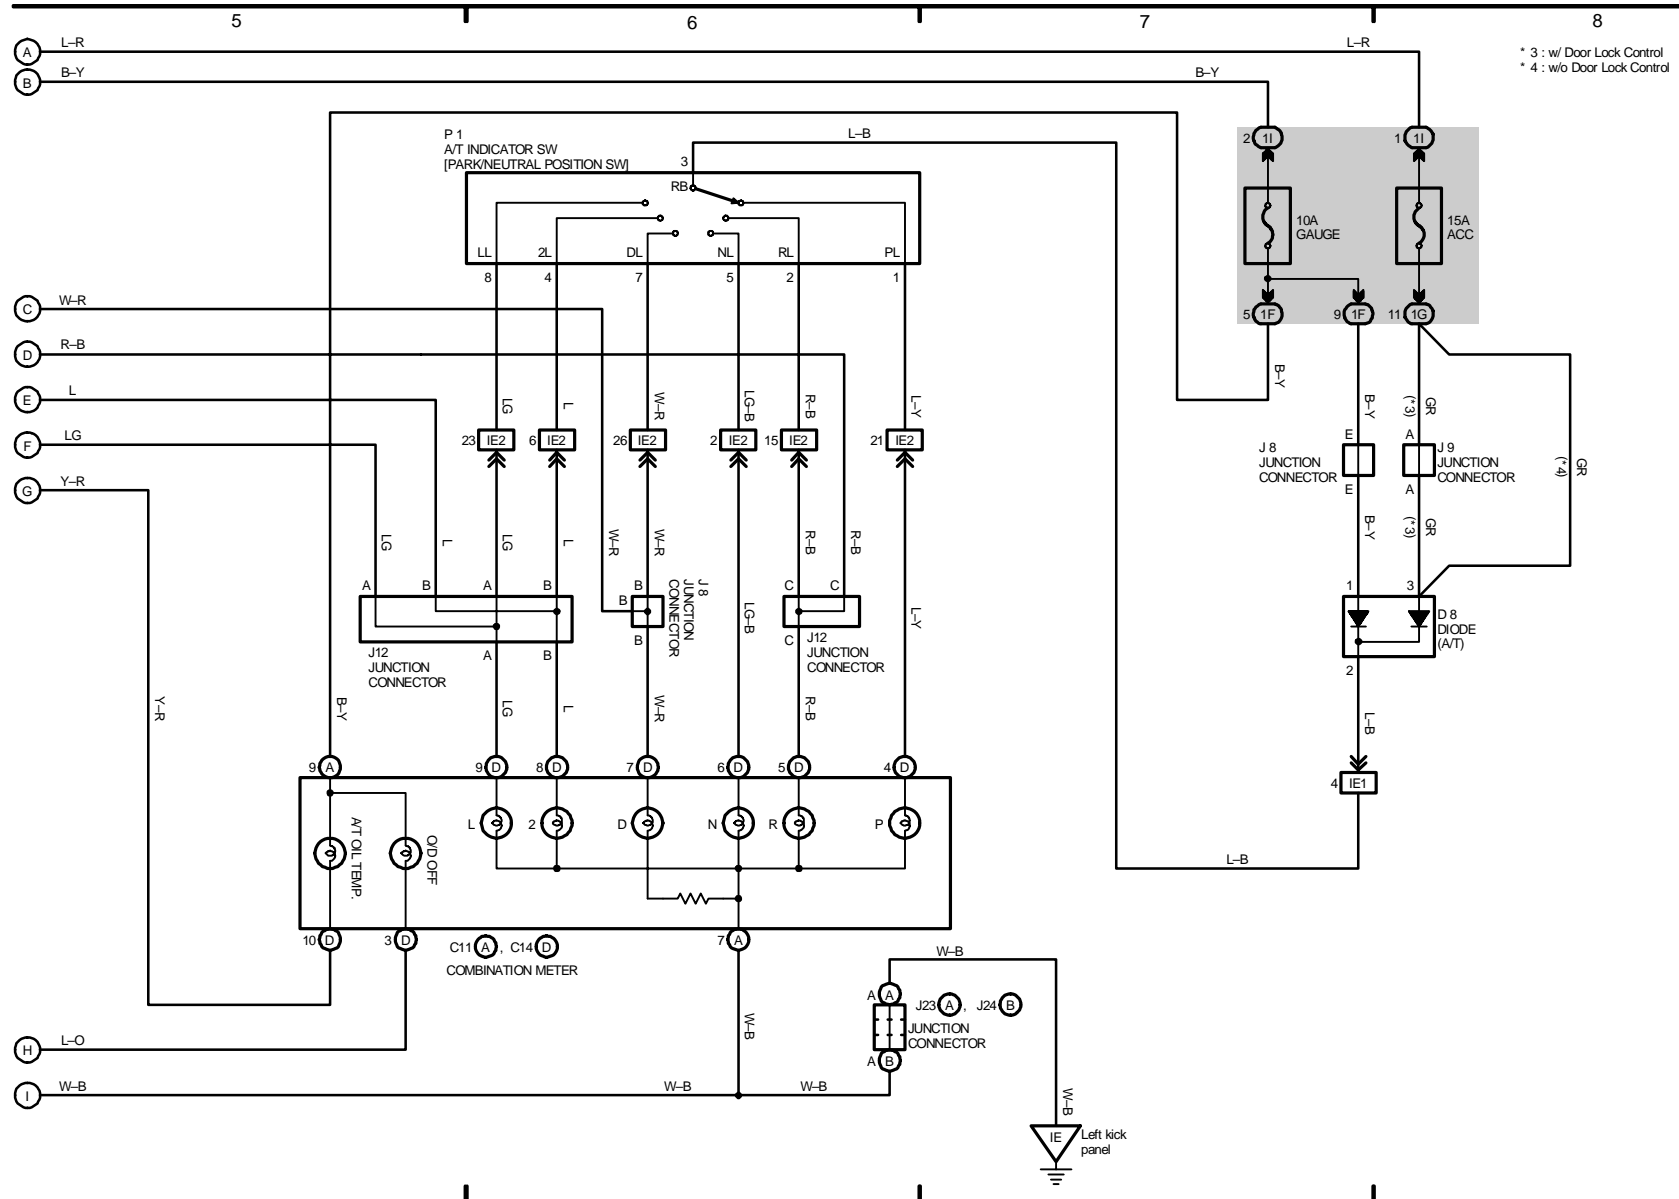 5 6 7 8
A L–R L–R
B B–Y B–Y
* 3 : w/ Door Lock Control
* 4 : w/o Door Lock Control
P 1
A/T INDICATOR SW
[PARK/NEUTRAL POSITION SW]
3
L–B
RB
LL 2L DL NL RL PL
8 4 7 5 2 1
2 1I 1 1I
10A
GAUGE
15A
ACC
5 1F 9 1F 11 1G
C W–R
D R–B
E L
F LG
G Y–R
LG L W–R LG–B R–B L–Y
B–Y B–Y GR (*3)
GR (*4)
23 IE2 6 IE2 26 IE2 2 IE2 15 IE2 21 IE2
E A
J 8
JUNCTION
CONNECTOR
J 9
JUNCTION
CONNECTOR
E A
B–Y GR (*3)
LG L LG L W–R W–R R–B R–B
A B A B B B C C
J 8
JUNCTION
CONNECTOR
LG–B L–Y
A B B C
J12
JUNCTION
CONNECTOR
J12
JUNCTION
CONNECTOR
1 3
D 8
DIODE
(A/T)
2
L–B
4 IE1
L–B
Y–R B–Y LG L W–R R–B
9 A 9 D 8 D 7 D 6 D 5 D 4 D
L 2 D N R P
A/T OIL TEMP.
O/D OFF
10 D 3 D 7 A
C11 A , C14 D
COMBINATION METER
W–B
A A
J23 A , J24 B
JUNCTION
CONNECTOR
A B
W–B
H L–O
I W–B W–B W–B
W–B
IE
Left kick
panel